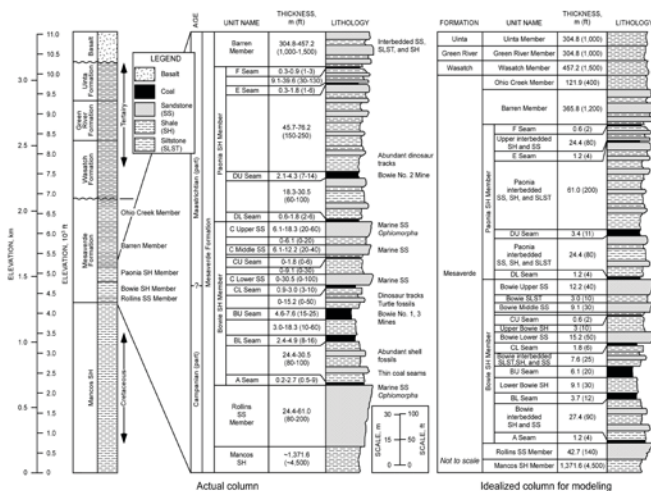 ELEVATION, km
ELEVATION, 10³ ft
11.0
10.5
10.0
9.5
9.0
8.5
8.0
7.5
7.0
6.5
6.0
5.5
5.0
4.5
4.0
3.5
3.0
2.5
2.0
1.5
1.0
0.5
0
3.0
2.5
2.0
1.5
1.0
0.5
0
Basalt
Uinta Formation
Green River Formation
Wasatch Formation
Mesaverde Formation
Mancos SH
Tertiary
Cretaceous
LEGEND
Basalt
Coal
Sandstone (SS)
Shale (SH)
Siltstone (SLST)
Ohio Creek Member
Barren Member
Paonia SH Member
Bowie SH Member
Rollins SS Member
AGE
UNIT NAME
THICKNESS, m (ft)
LITHOLOGY
Maastrichtian (part)
-?-
Campanian (part)
Mesaverde Formation
Paonia SH Member
Bowie SH Member
Barren Member
304.8-457.2 (1,000-1,500)
Interbedded SS, SLST, and SH
F Seam
0.3-0.9 (1-3)
9.1-39.6 (30-130)
E Seam
0.3-1.8 (1-6)
45.7-76.2 (150-250)
Abundant dinosaur tracks
DU Seam
2.1-4.3 (7-14)
Bowie No. 2 Mine
18.3-30.5 (60-100)
DL Seam
0.6-1.8 (2-6)
C Upper SS
6.1-18.3 (20-60)
Marine SS
Ophiomorpha
0-6.1 (0-20)
C Middle SS
6.1-12.2 (20-40)
Marine SS
CU Seam
0-1.8 (0-6)
0-9.1 (0-30)
C Lower SS
0-30.5 (0-100)
Marine SS
CL Seam
0.9-3.0 (3-10)
0-15.2 (0-50)
Dinosaur tracks
Turtle fossils
BU Seam
4.6-7.6 (15-25)
Bowie No. 1, 3 Mines
3.0-18.3 (10-60)
BL Seam
2.4-4.9 (8-16)
24.4-30.5 (80-100)
Abundant shell fossils
Thin coal seams
A Seam
0.2-2.7 (0.5-9)
Marine SS
Ophiomorpha
Rollins SS Member
24.4-61.0 (80-200)
Mancos SH
~1,371.6 (~4,500)
SCALE, m
30
15
0
SCALE, ft
100
50
0
Actual column
FORMATION
UNIT NAME
THICKNESS, m (ft)
LITHOLOGY
Uinta
Uinta Member
304.8 (1,000)
Green River
Green River Member
304.8 (1,000)
Wasatch
Wasatch Member
457.2 (1,500)
Mesaverde
Ohio Creek Member
121.9 (400)
Barren Member
365.8 (1,200)
Paonia SH Member
F Seam
0.6 (2)
Upper interbedded SH and SS
24.4 (80)
E Seam
1.2 (4)
Paonia interbedded SS, SH, and SLST
61.0 (200)
DU Seam
3.4 (11)
Paonia interbedded SS, SH, and SLST
24.4 (80)
DL Seam
1.2 (4)
Bowie SH Member
Bowie Upper SS
12.2 (40)
Bowie SLST
3.0 (10)
Bowie Middle SS
9.1 (30)
CU Seam
0.6 (2)
Upper Bowie SH
3 (10)
Bowie Lower SS
15.2 (50)
CL Seam
1.8 (6)
Bowie interbedded SLST, SH, and SS
7.6 (25)
BU Seam
6.1 (20)
Lower Bowie SH
9.1 (30)
BL Seam
3.7 (12)
Bowie interbedded SH and SS
27.4 (90)
A Seam
1.2 (4)
Rollins SS Member
42.7 (140)
Mancos SH Member
1,371.6 (4,500)
Not to scale
Idealized column for modeling